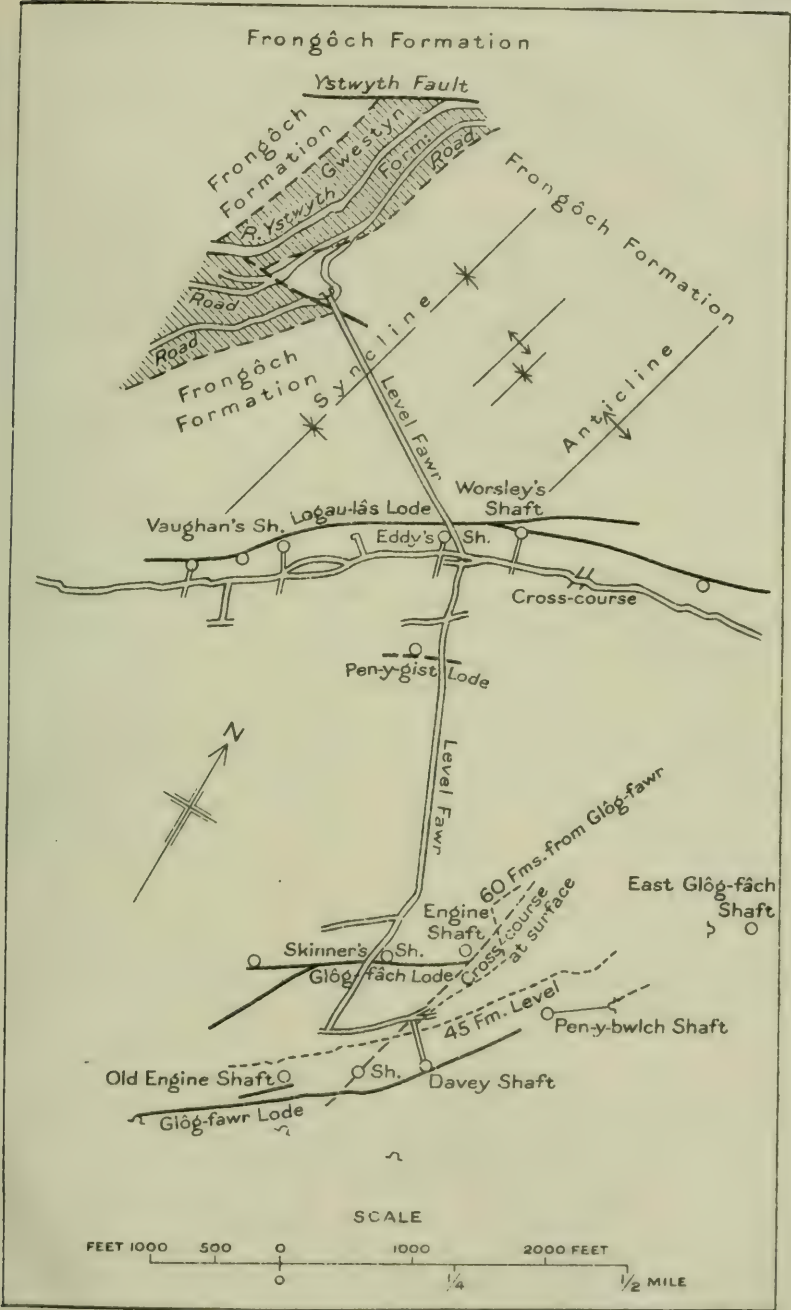 Frongôch Formation
Ystwyth Fault
Frongôch
Formation
Gwestyn
Form:
R. Ystwyth
Road
Road
Road
Frongôch Formation
Frongôch
Formation
Syncline
Anticline
Level Fawr
Worsley's
Shaft
Vaughan's Sh.
Logau-lâs Lode
Eddy's Sh.
Cross-course
Pen-y-gist Lode
N
Level Fawr
60 Fms. from Glôg-fawr
Cross-course
at surface
East Glôg-fâch
Shaft
Engine
Shaft
Skinner's Sh.
Glôg-fâch Lode
45 Fm. Level
Pen-y-bwlch Shaft
Old Engine Shaft
Sh.
Davey Shaft
Glôg-fawr Lode
SCALE
FEET 1000 500 0 1000 2000 FEET
0 1/4 1/2 MILE